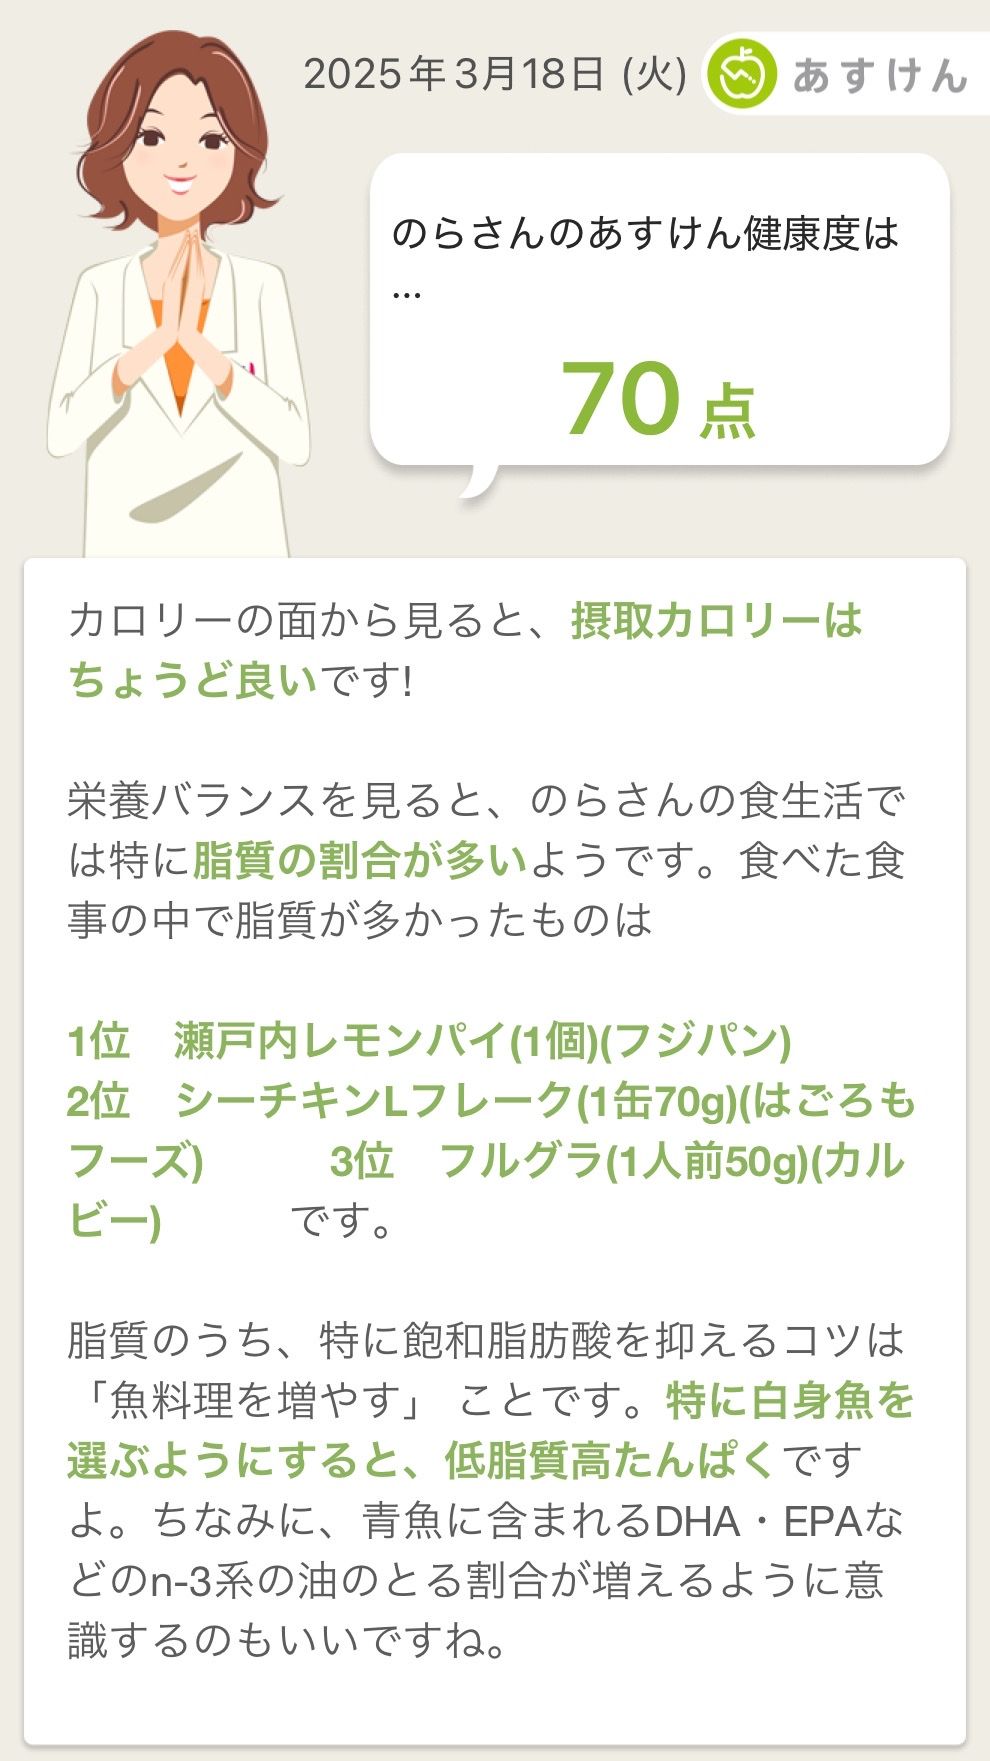 2025年3月18日 (火)
あすけん
のらさんのあすけん健康度は
…
70 点
カロリーの面から見ると、摂取カロリーは
ちょうど良いです!
栄養バランスを見ると、のらさんの食生活で
は特に脂質の割合が多いようです。食べた食
事の中で脂質が多かったものは
1位　瀬戸内レモンパイ(1個)(フジパン)
2位　シーチキンLフレーク(1缶70g)(はごろも
フーズ)　　　3位　フルグラ(1人前50g)(カル
ビー)　　　です。
脂質のうち、特に飽和脂肪酸を抑えるコツは
「魚料理を増やす」 ことです。特に白身魚を
選ぶようにすると、低脂質高たんぱくです
よ。ちなみに、青魚に含まれるDHA・EPAな
どのn-3系の油のとる割合が増えるように意
識するのもいいですね。